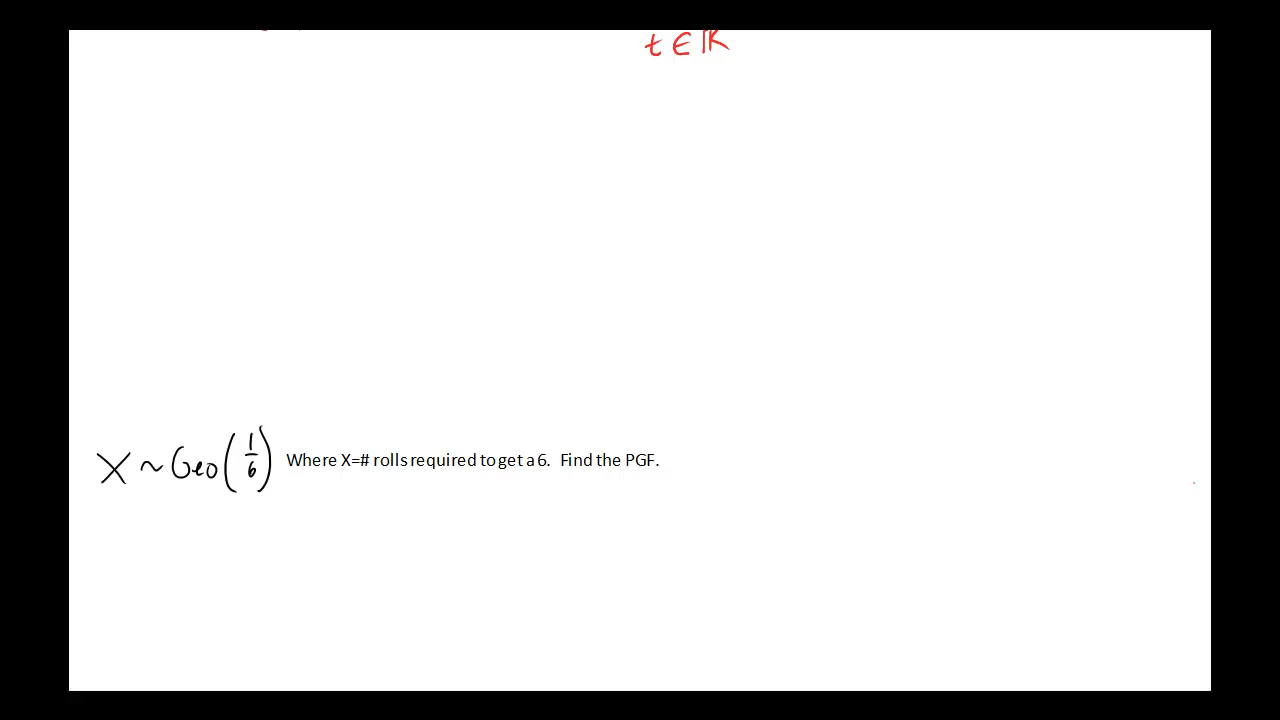 t ∈ ℝ
X ~ Geo(1/6) Where X=# rolls required to get a 6. Find the PGF.